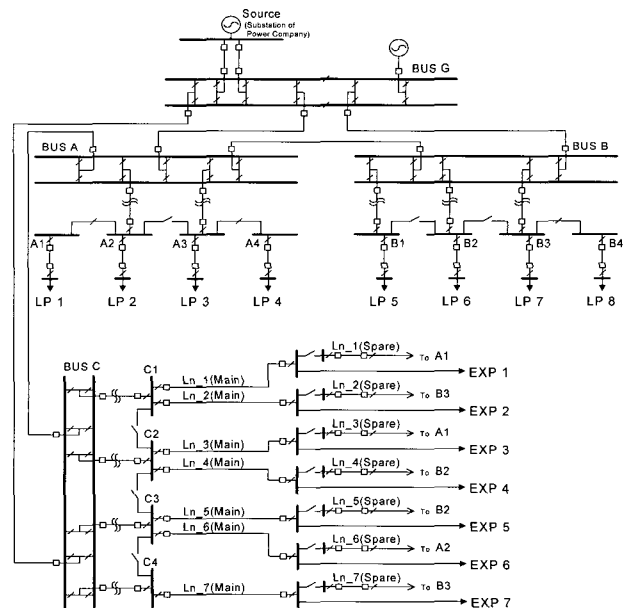 Source
(Substation of
Power Company)
BUS G
BUS A
BUS B
A1
A2
A3
A4
B1
B2
B3
B4
LP 1
LP 2
LP 3
LP 4
LP 5
LP 6
LP 7
LP 8
BUS C
C1
Ln_1(Main)
Ln_1(Spare)
To A1
EXP 1
Ln_2(Main)
Ln_2(Spare)
To B3
EXP 2
C2
Ln_3(Main)
Ln_3(Spare)
To A1
EXP 3
Ln_4(Main)
Ln_4(Spare)
To B2
EXP 4
C3
Ln_5(Main)
Ln_5(Spare)
To B2
EXP 5
Ln_6(Main)
Ln_6(Spare)
To A2
EXP 6
C4
Ln_7(Main)
Ln_7(Spare)
To B3
EXP 7